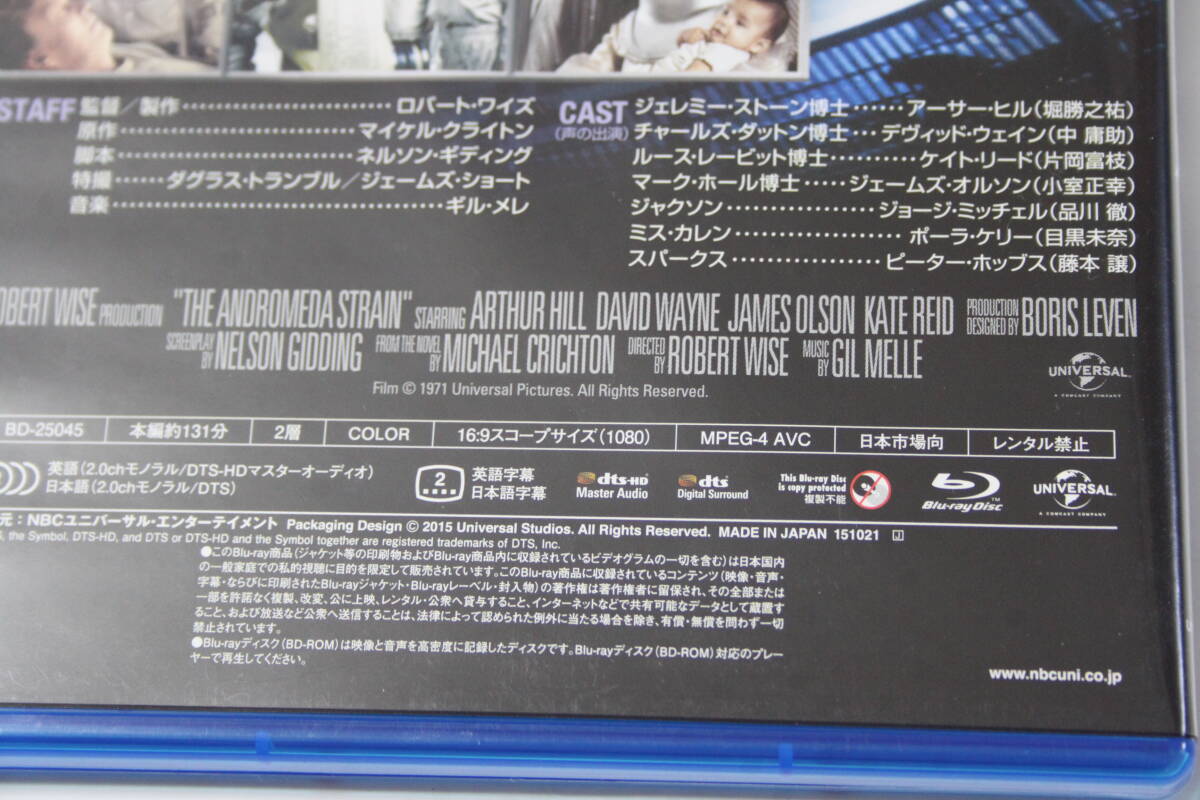 STAFF 監督／製作……………………………ロバート・ワイズ
原作……………………………マイケル・クライトン
脚本……………………………ネルソン・ギディング
特撮……ダグラス・トランブル／ジェームズ・ショート
音楽……………………………………ギル・メレ
CAST ジェレミー・ストーン博士……アーサー・ヒル(堀勝之祐)
(声の出演) チャールズ・ダットン博士…デヴィッド・ウェイン(中 庸助)
ルース・レービット博士………ケイト・リード(片岡富枝)
マーク・ホール博士……ジェームズ・オルソン(小室正幸)
ジャクソン………………ジョージ・ミッチェル(品川 徹)
ミス・カレン…………………ポーラ・ケリー(目黒未奈)
スパークス………………ピーター・ホッブス(藤本 譲)
ROBERT WISE PRODUCTION "THE ANDROMEDA STRAIN" STARRING ARTHUR HILL DAVID WAYNE JAMES OLSON KATE REID PRODUCTION DESIGNED BY BORIS LEVEN
SCREENPLAY BY NELSON GIDDING FROM THE NOVEL BY MICHAEL CRICHTON DIRECTED BY ROBERT WISE MUSIC BY GIL MELLE
UNIVERSAL
A COMCAST COMPANY
Film © 1971 Universal Pictures. All Rights Reserved.
BD-25045 本編約131分 2層 COLOR 16:9スコープサイズ(1080) MPEG-4 AVC 日本市場向 レンタル禁止
英語(2.0chモノラル/DTS-HDマスターオーディオ)
日本語(2.0chモノラル/DTS)
2 英語字幕
日本語字幕
dts-HD Master Audio
dts Digital Surround
This Blu-ray Disc is copy protected 複製不能
Blu-ray Disc™
UNIVERSAL
A COMCAST COMPANY
元：NBCユニバーサル・エンターテイメント Packaging Design © 2015 Universal Studios. All Rights Reserved. MADE IN JAPAN 151021 J
, the Symbol, DTS-HD, and DTS or DTS-HD and the Symbol together are registered trademarks of DTS, Inc.
●このBlu-ray商品(ジャケット等の印刷物およびBlu-ray商品内に収録されているビデオグラムの一切を含む)は日本国内
の一般家庭での私的視聴に目的を限定して販売されています。このBlu-ray商品に収録されているコンテンツ(映像・音声・
字幕・ならびに印刷されたBlu-rayジャケット・Blu-rayレーベル・封入物)の著作権は著作権者に留保され、その全部または
一部を許諾なく複製、改変、公に上映、レンタル・公衆へ貸与すること、インターネットなどで共有可能なデータとして蔵置す
ること、および放送など公衆へ送信することは、法律によって認められた例外に当たる場合を除き、有償・無償を問わず一切
禁止されています。
●Blu-rayディスク(BD-ROM)は映像と音声を高密度に記録したディスクです。Blu-rayディスク(BD-ROM)対応のプレー
ヤーで再生してください。
www.nbcuni.co.jp